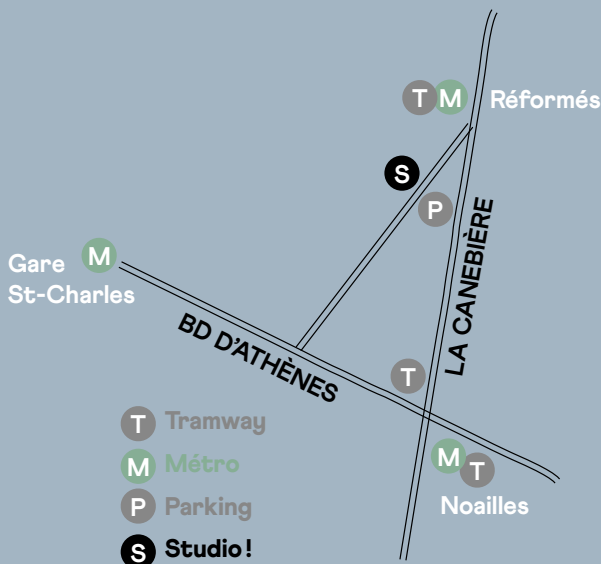 T M Réformés
S
P
Gare
St-Charles
M
LA CANEBIÈRE
BD D'ATHÈNES
T
M T
Noailles
T Tramway
M Métro
P Parking
S Studio!